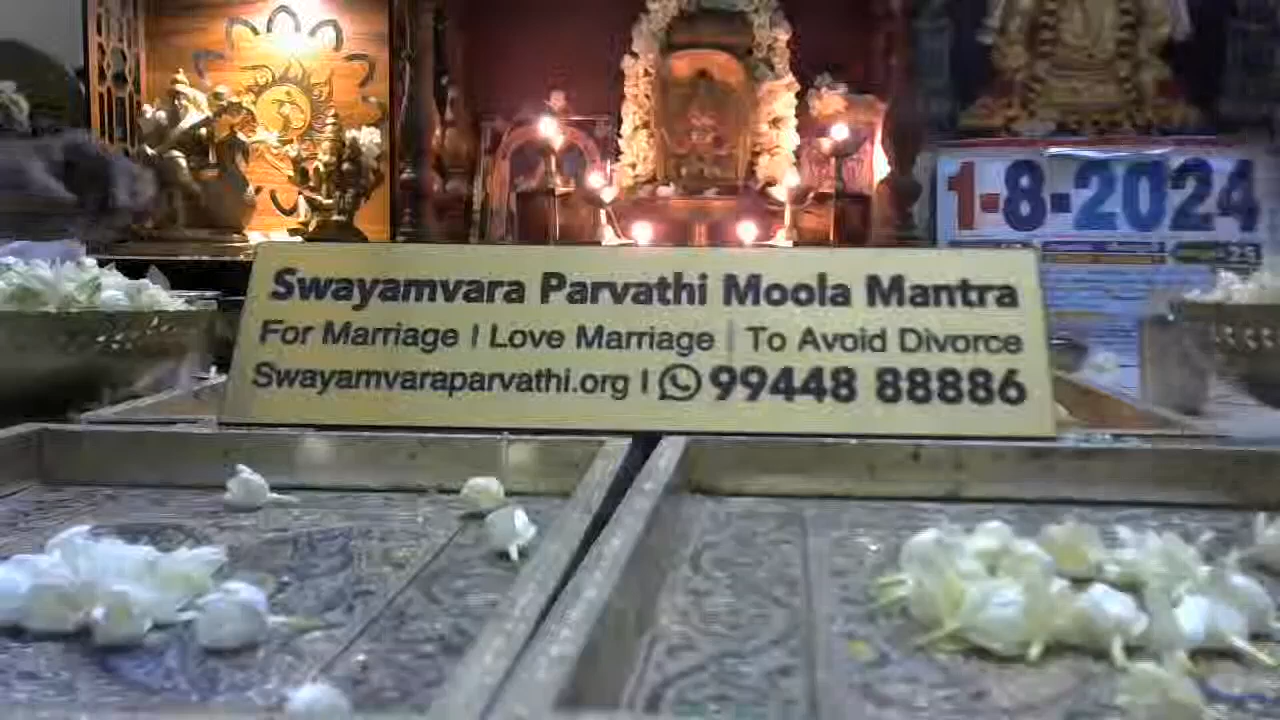 1-8-2024
Swayamvara Parvathi Moola Mantra
For Marriage | Love Marriage | To Avoid Divorce
Swayamvaraparvathi.org | 99448 88886